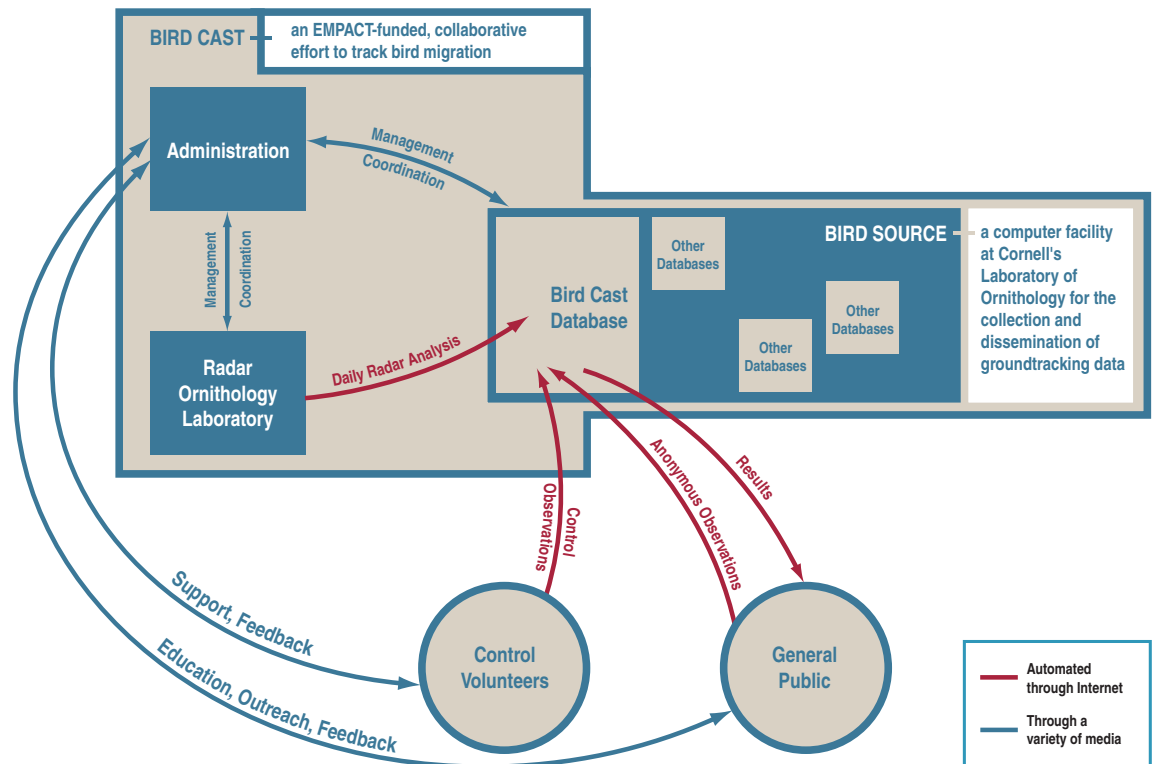 BIRD CAST
an EMPACT-funded, collaborative
effort to track bird migration
Administration
Management
Coordination
Management
Coordination
Radar
Ornithology
Laboratory
Daily Radar Analysis
Bird Cast
Database
Other
Databases
BIRD SOURCE
Other
Databases
Other
Databases
a computer facility
at Cornell's
Laboratory of
Ornithology for the
collection and
dissemination of
groundtracking data
Control
Observations
Anonymous Observations
Results
Support, Feedback
Education, Outreach, Feedback
Control
Volunteers
General
Public
Automated
through Internet
Through a
variety of media